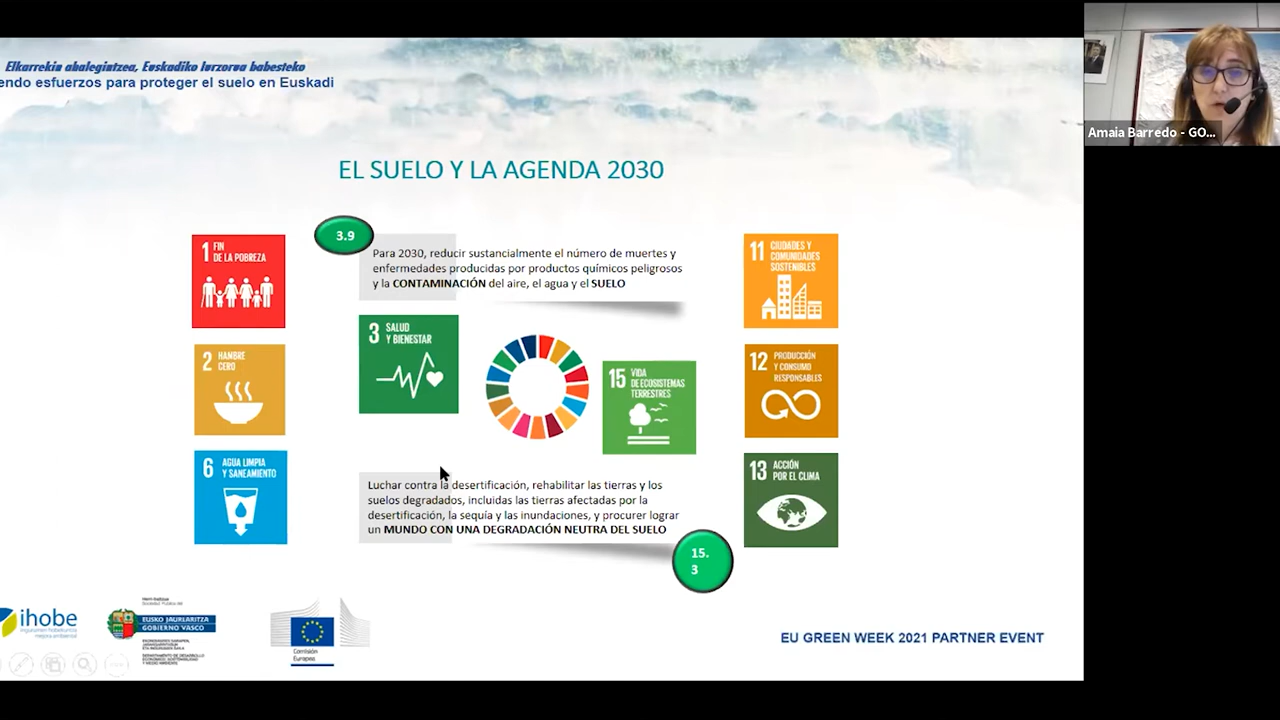 Elkarrekin ahalegintzea, Euskadiko lurzorua babesteko
endo esfuerzos para proteger el suelo en Euskadi
Amaia Barredo - GO...
EL SUELO Y LA AGENDA 2030
3.9
Para 2030, reducir sustancialmente el número de muertes y
enfermedades producidas por productos químicos peligrosos
y la CONTAMINACIÓN del aire, el agua y el SUELO
1 FIN
DE LA POBREZA
2 HAMBRE
CERO
6 AGUA LIMPIA
Y SANEAMIENTO
3 SALUD
Y BIENESTAR
15 VIDA
DE ECOSISTEMAS
TERRESTRES
11 CIUDADES Y
COMUNIDADES
SOSTENIBLES
12 PRODUCCIÓN
Y CONSUMO
RESPONSABLES
13 ACCIÓN
POR EL CLIMA
Luchar contra la desertificación, rehabilitar las tierras y los
suelos degradados, incluidas las tierras afectadas por la
desertificación, la sequía y las inundaciones, y procurer lograr
un MUNDO CON UNA DEGRADACIÓN NEUTRA DEL SUELO
15.
3
ihobe
EUSKO JAURLARITZA
GOBIERNO VASCO
Comisión
Europea
EU GREEN WEEK 2021 PARTNER EVENT